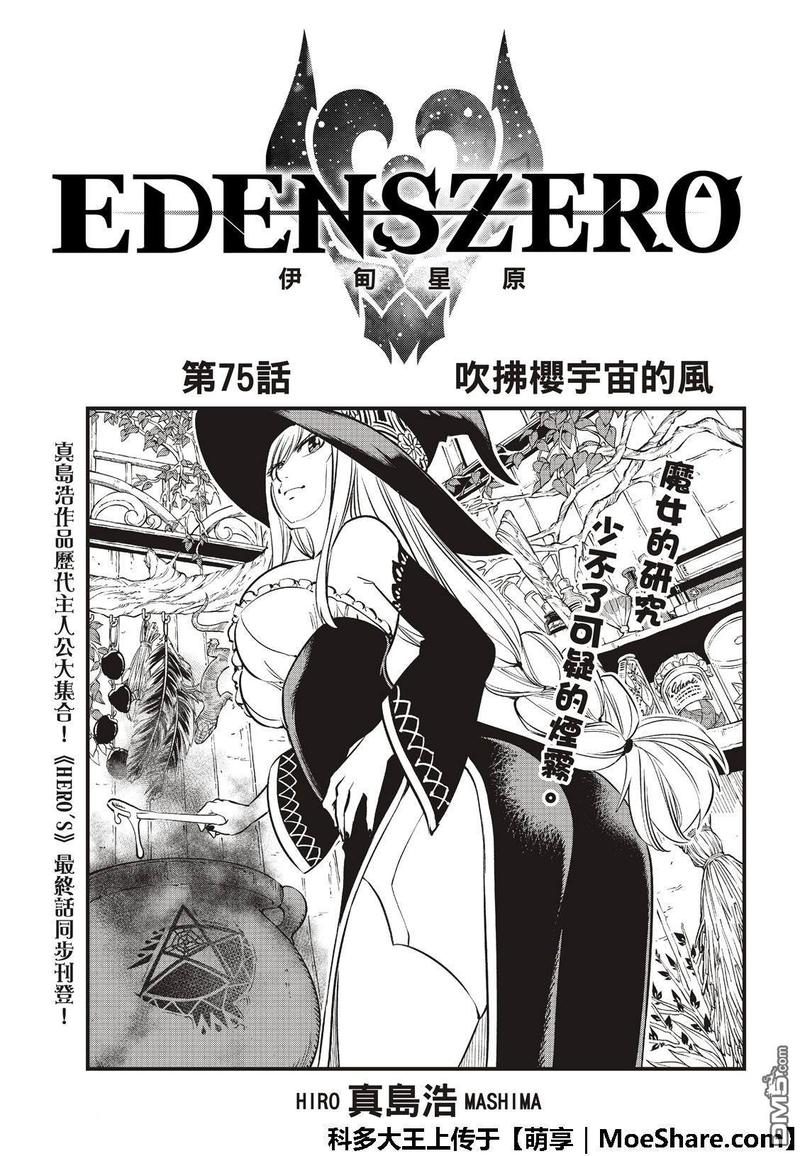 EDENSZERO
伊甸星原
第75話 吹拂櫻宇宙的風
魔女的研究
少不了可疑的煙霧。
真島浩作品歷代主人公大集合！《HERO'S》最終話同步刊登！
HIRO 真島浩 MASHIMA
科多大王上传于【萌享｜MoeShare.com】
DM5.com